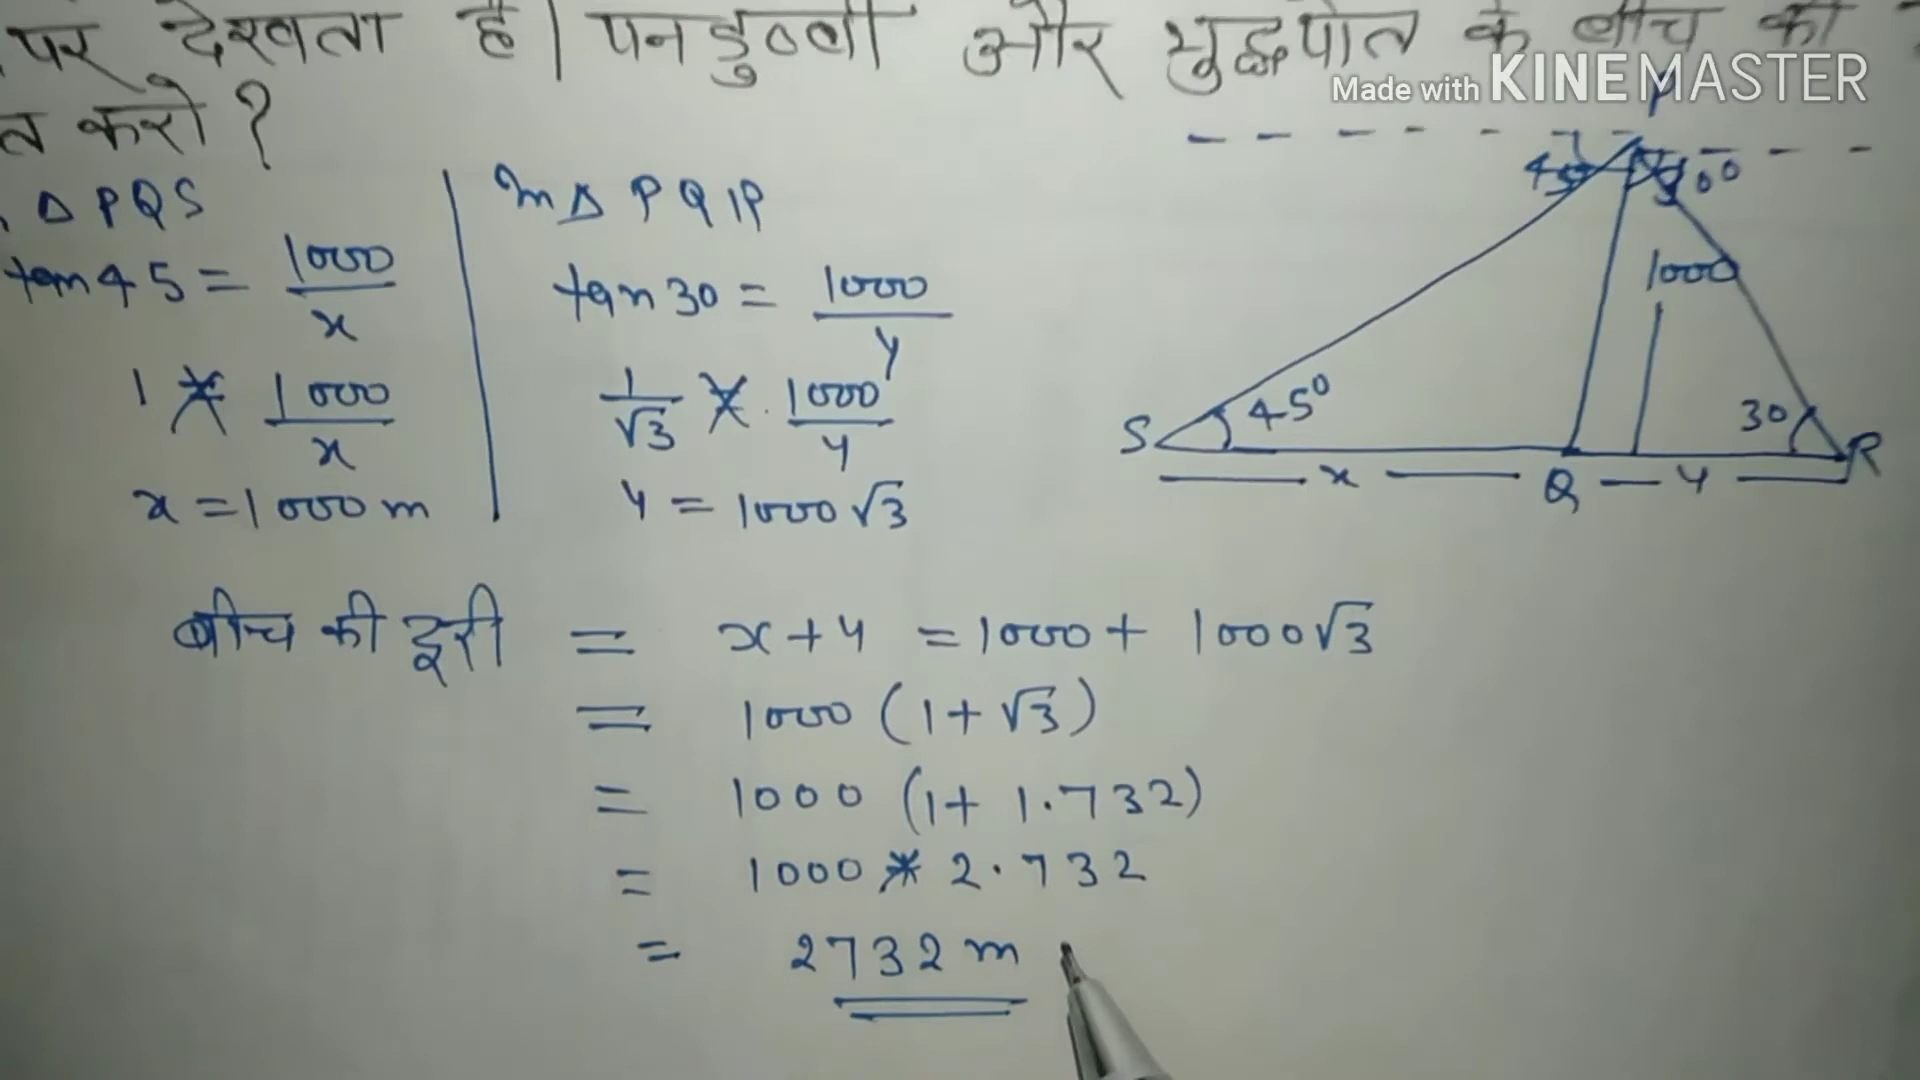 पर देखता है। पनडुब्बी और युद्धपोत के बीच की
त करो ?
Made with KINEMASTER
Δ PQS
tan 45 = 1000/x
1 = 1000/x
x = 1000 m
In Δ PQR
tan 30 = 1000/y
1/√3 = 1000/y
y = 1000√3
P
45
1000
S 45° 30 R
x Q y
बीच की दूरी = x + y = 1000 + 1000√3
= 1000 (1 + √3)
= 1000 (1 + 1.732)
= 1000 * 2.732
= 2732 m